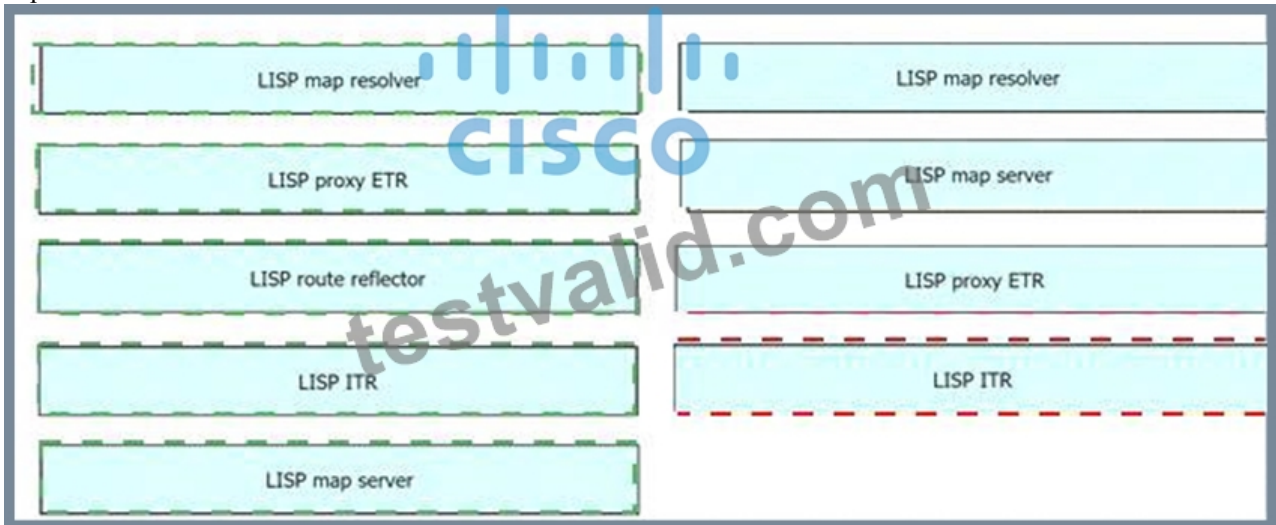 LISP map resolver
LISP proxy ETR
LISP route reflector
LISP ITR
LISP map server
LISP map resolver
LISP map server
LISP proxy ETR
LISP ITR
CISCO
testvalid.com